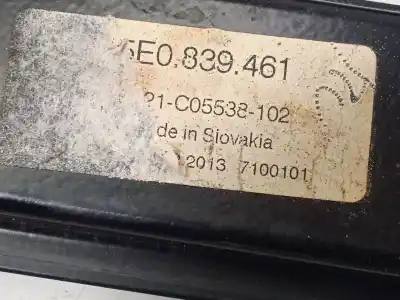 5E0.839.461
21-C05538-102
de in Slovakia
2013 7100101